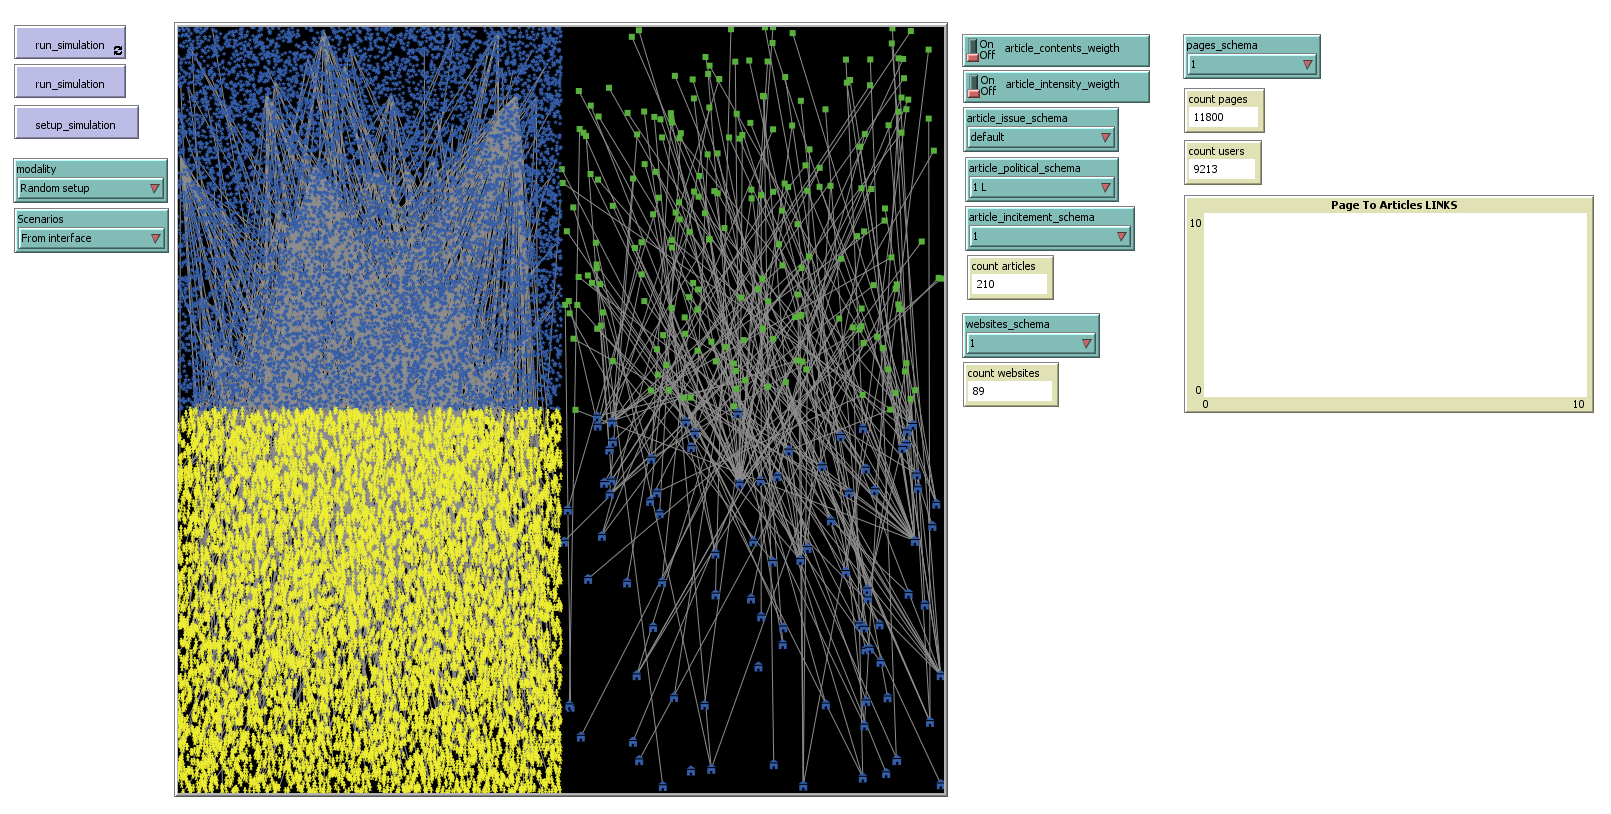 run_simulation
run_simulation
setup_simulation
modality
Random setup
Scenarios
From interface
On
Off
article_contents_weigth
On
Off
article_intensity_weigth
article_issue_schema
default
article_political_schema
1 L
article_incitement_schema
1
count articles
210
websites_schema
1
count websites
89
pages_schema
1
count pages
11800
count users
9213
Page To Articles LINKS
10
0
0
10